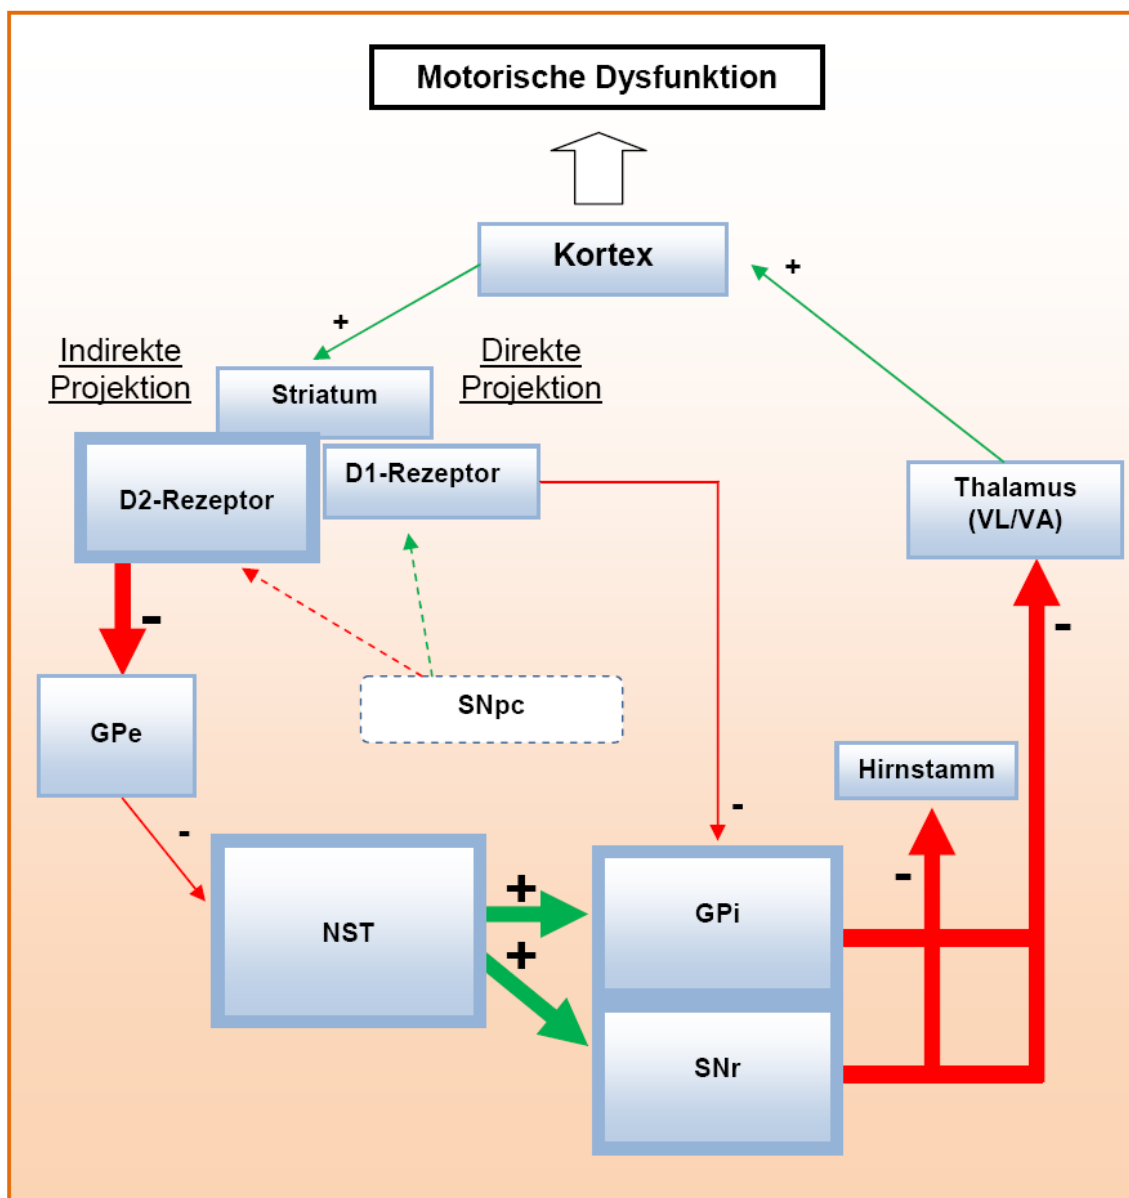 Motorische Dysfunktion
Kortex
+
+
Indirekte
Projektion
Direkte
Projektion
Striatum
D2-Rezeptor
D1-Rezeptor
Thalamus
(VL/VA)
-
-
SNpc
GPe
Hirnstamm
-
-
-
+
GPi
NST
+
SNr